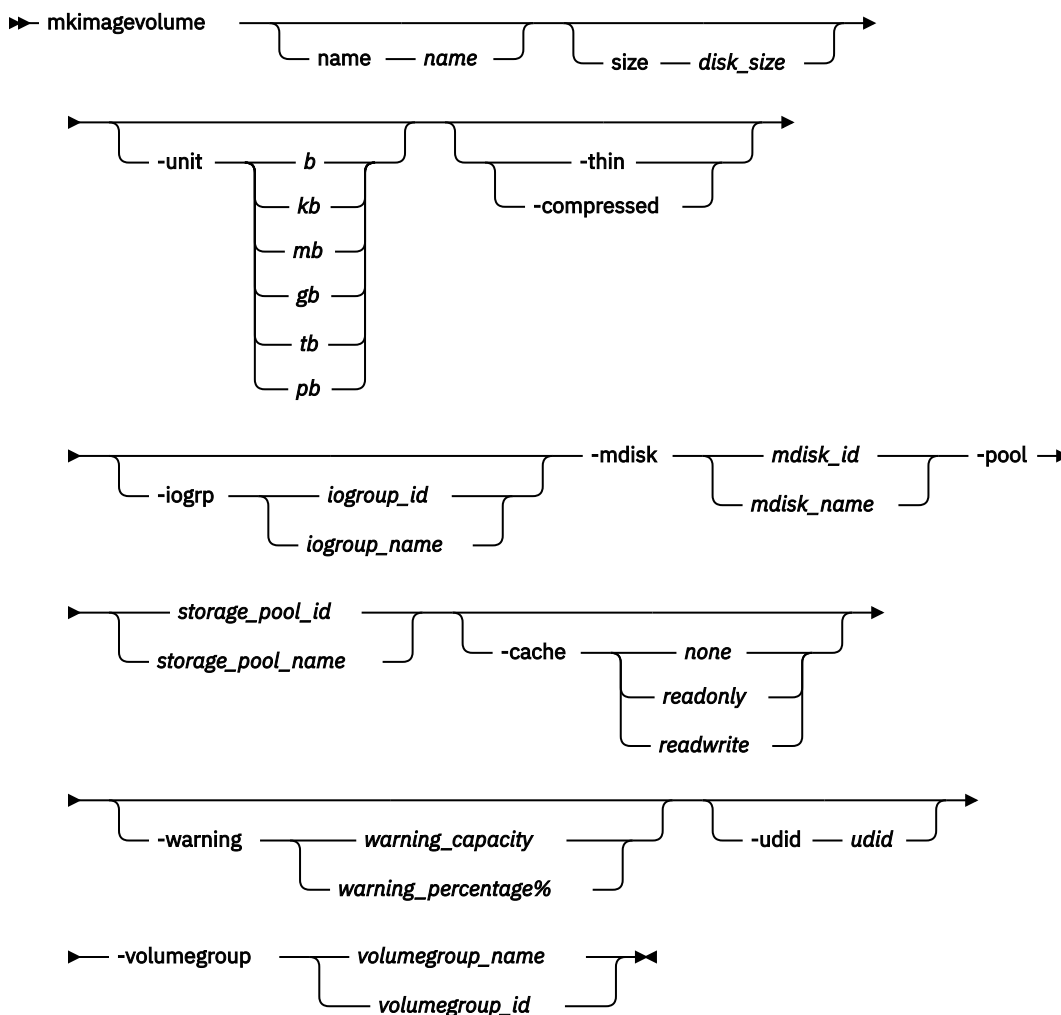 mkimagevolume
name name
size disk_size
-unit b
kb
mb
gb
tb
pb
-thin
-compressed
-iogrp iogroup_id
iogroup_name
-mdisk mdisk_id
mdisk_name
-pool
storage_pool_id
storage_pool_name
-cache none
readonly
readwrite
-warning warning_capacity
warning_percentage%
-udid udid
-volumegroup volumegroup_name
volumegroup_id